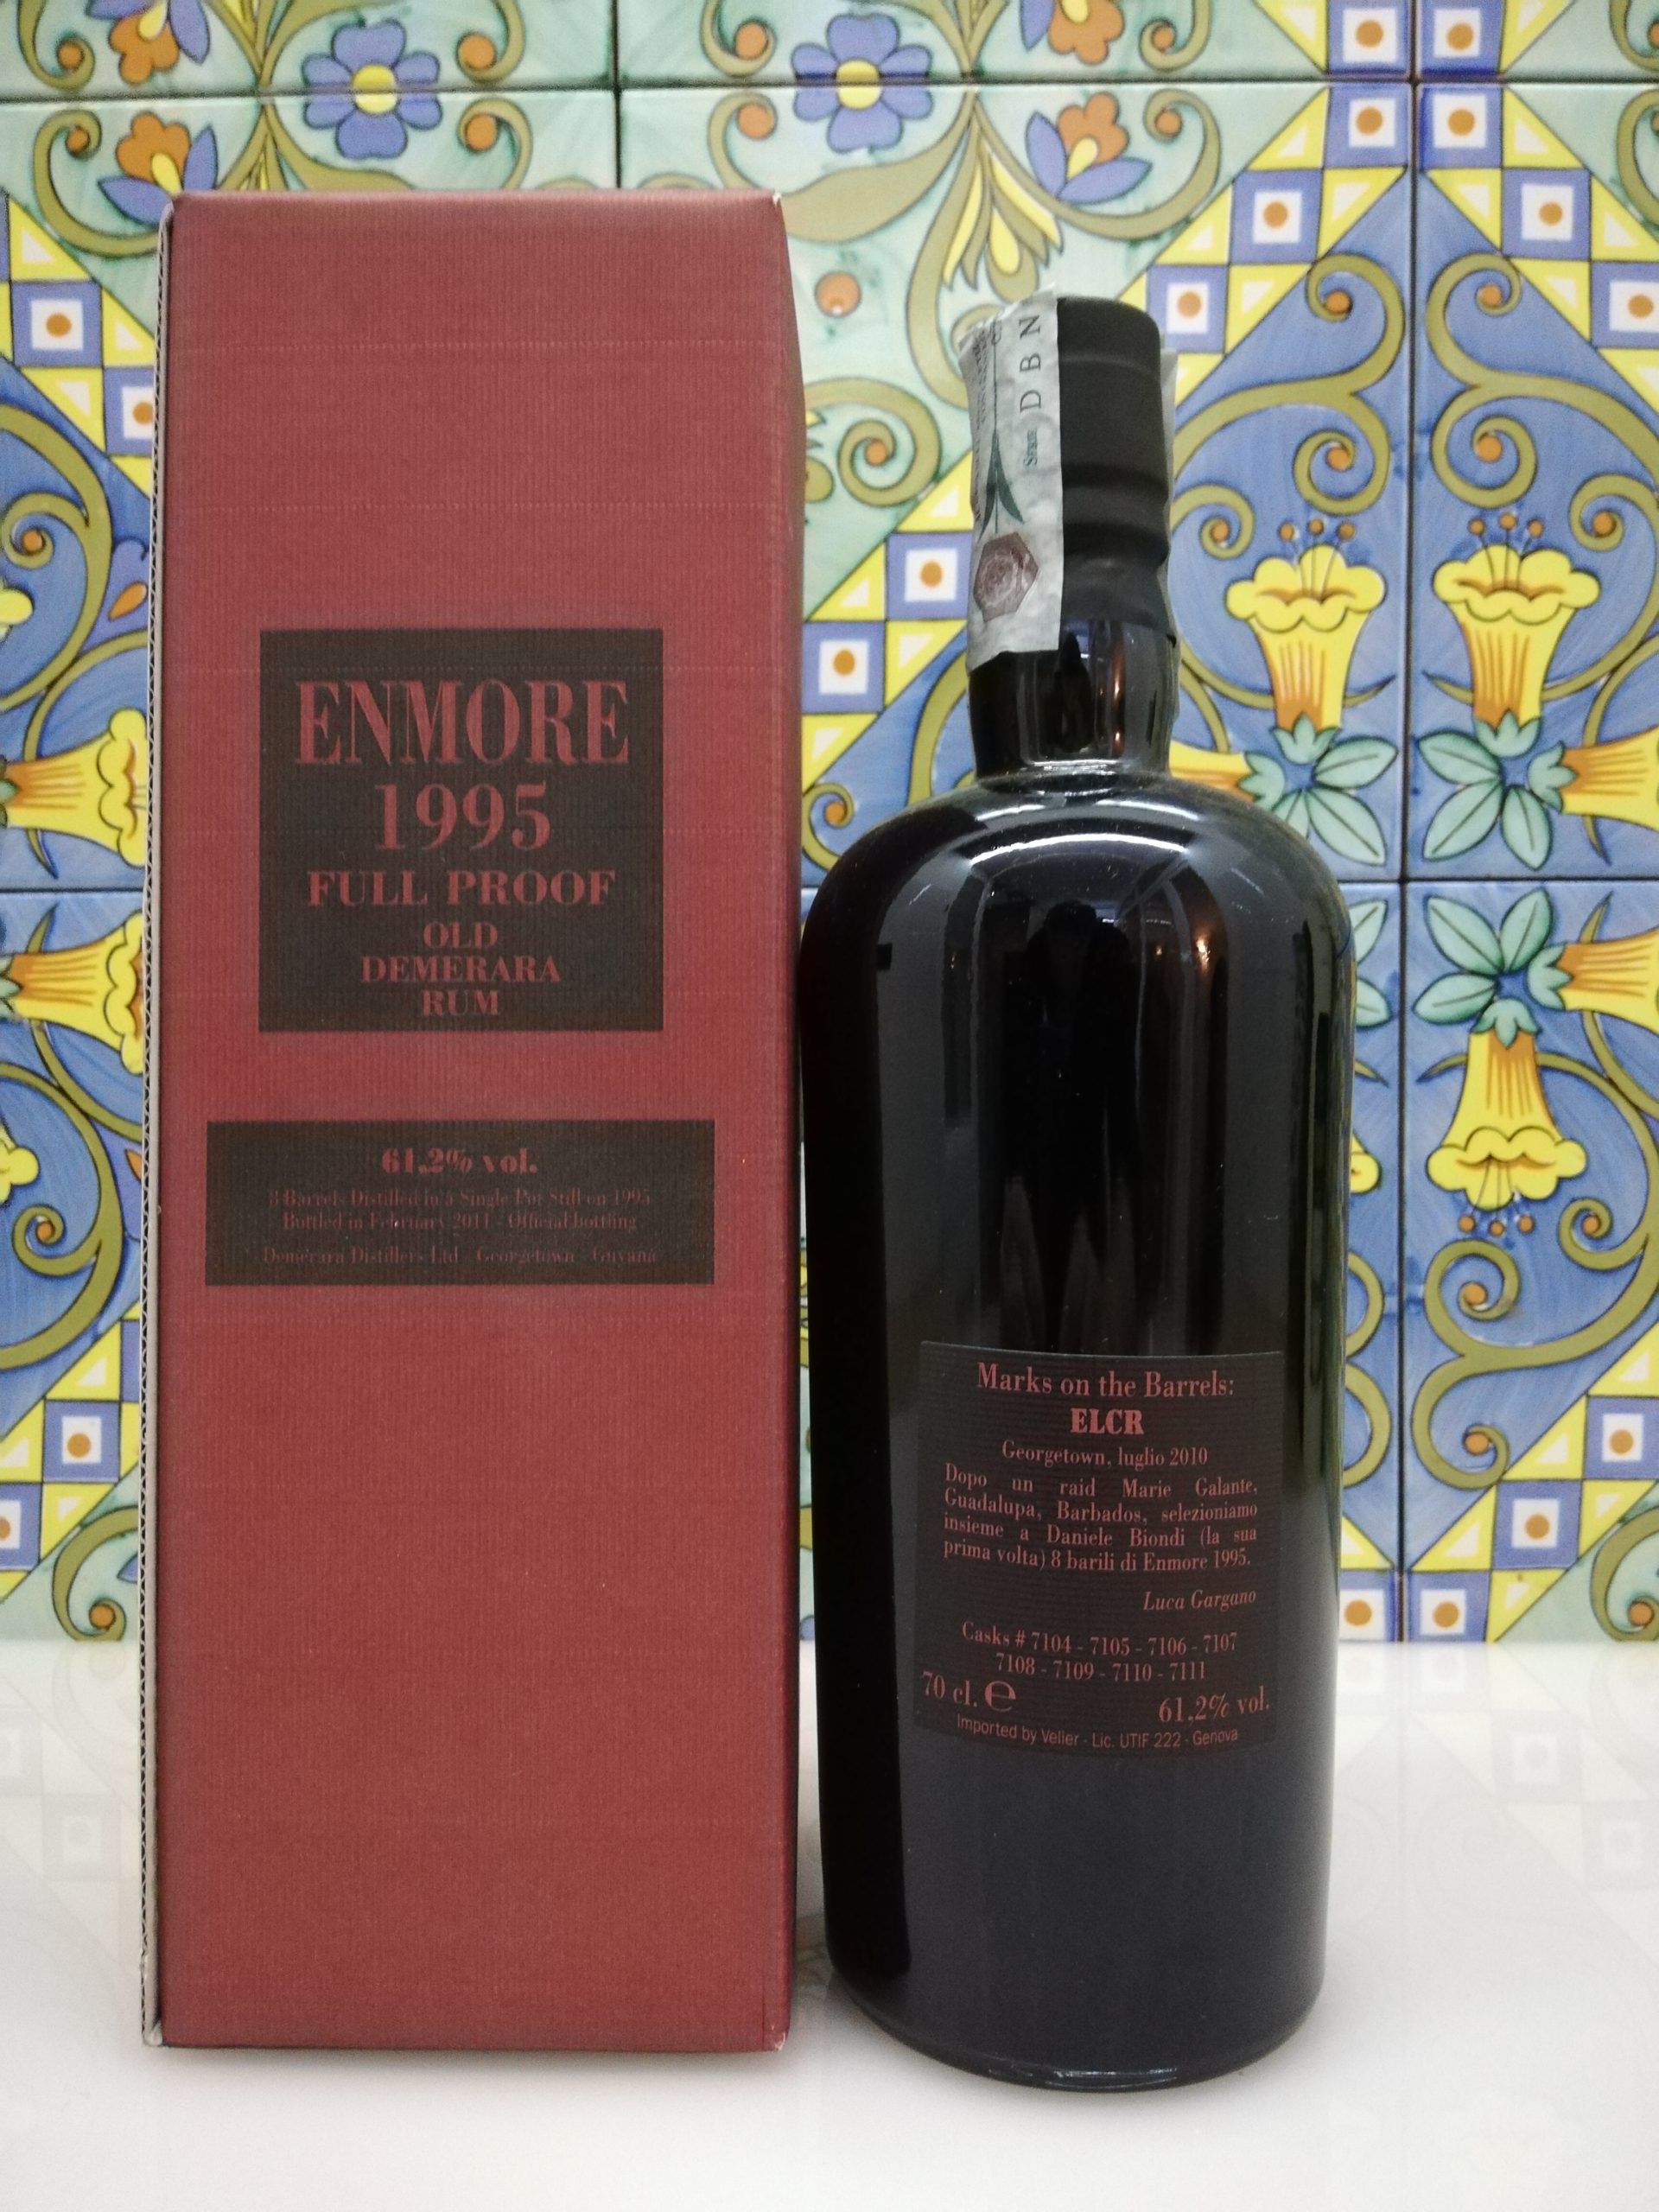 ENMORE
1995
FULL PROOF
OLD
DEMERARA
RUM
61,2% vol.
8 Barrels Distilled in a Single Pot Still on 1995
Bottled in February 2011 - Official bottling
Demerara Distillers Ltd - Georgetown - Guyana
Serie D B N
Marks on the Barrels:
ELCR
Georgetown, luglio 2010
Dopo un raid Marie Galante,
Guadalupa, Barbados, selezioniamo
insieme a Daniele Biondi (la sua
prima volta) 8 barili di Enmore 1995.
Luca Gargano
Casks # 7104 - 7105 - 7106 - 7107
7108 - 7109 - 7110 - 7111
70 cl. ℮ 61,2% vol.
Imported by Velier - Lic. UTIF 222 - Genova